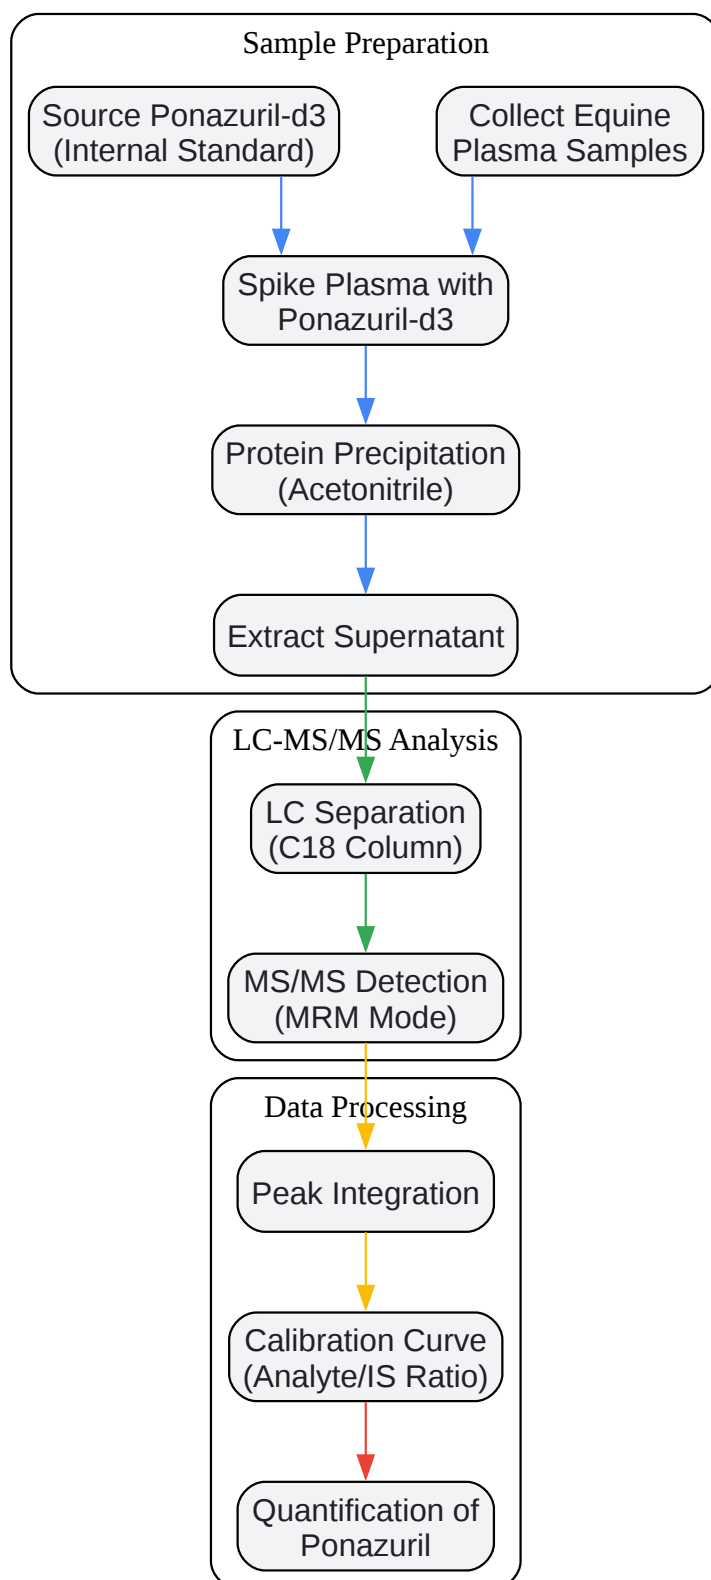 Sample Preparation
Source Ponazuril-d3
(Internal Standard)
Collect Equine
Plasma Samples
Spike Plasma with
Ponazuril-d3
Protein Precipitation
(Acetonitrile)
Extract Supernatant
LC-MS/MS Analysis
LC Separation
(C18 Column)
MS/MS Detection
(MRM Mode)
Data Processing
Peak Integration
Calibration Curve
(Analyte/IS Ratio)
Quantification of
Ponazuril